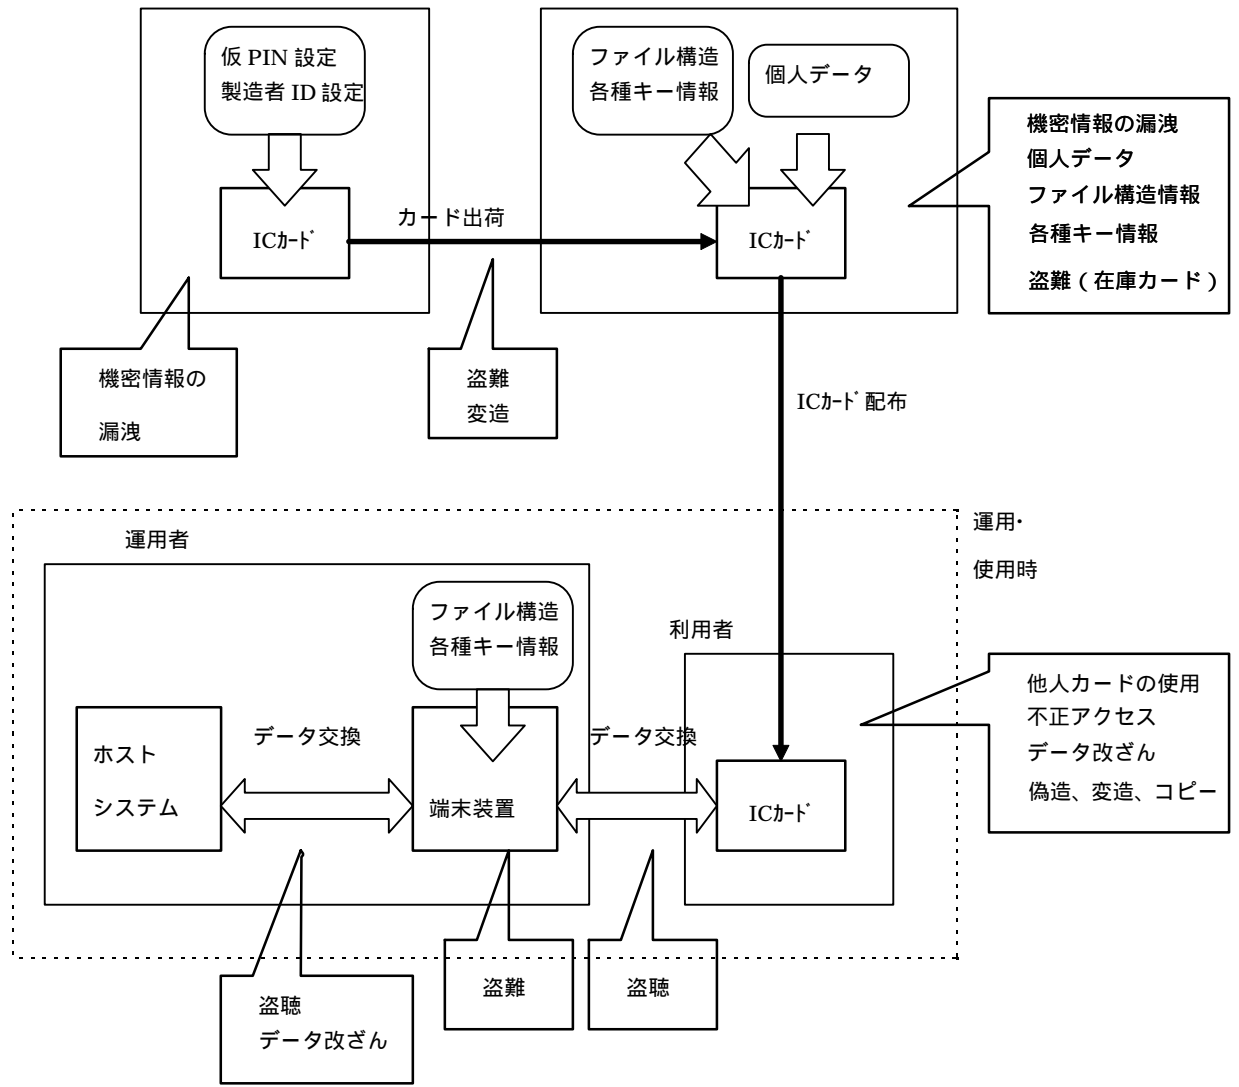 仮 PIN 設定
製造者 ID 設定
ICｶｰﾄﾞ
カード出荷
ファイル構造
各種キー情報
個人データ
ICｶｰﾄﾞ
機密情報の漏洩
個人データ
ファイル構造情報
各種キー情報
盗難（在庫カード）
機密情報の
漏洩
盗難
変造
ICｶｰﾄﾞ配布
運用・
使用時
運用者
ファイル構造
各種キー情報
利用者
ホスト
システム
データ交換
端末装置
データ交換
ICｶｰﾄﾞ
他人カードの使用
不正アクセス
データ改ざん
偽造、変造、コピー
盗聴
データ改ざん
盗難
盗聴